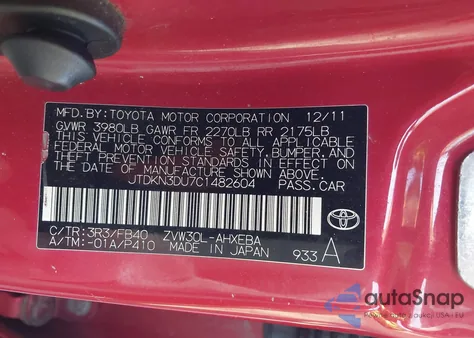 MFD. BY: TOYOTA MOTOR CORPORATION 12/11
GVWR 3980LB GAWR FR 2270LB RR 2175LB
THIS VEHICLE CONFORMS TO ALL APPLICABLE
FEDERAL MOTOR VEHICLE SAFETY, BUMPER, AND
THEFT PREVENTION STANDARDS IN EFFECT ON
THE DATE OF MANUFACTURE SHOWN ABOVE.
JTDKN3DU7C1482604 PASS.CAR
C/TR: 3R3/FB40 ZVW30L-AHXEBA
A/TM: -01A/P410 MADE IN JAPAN 933 A
TOYOTA
autoSnap